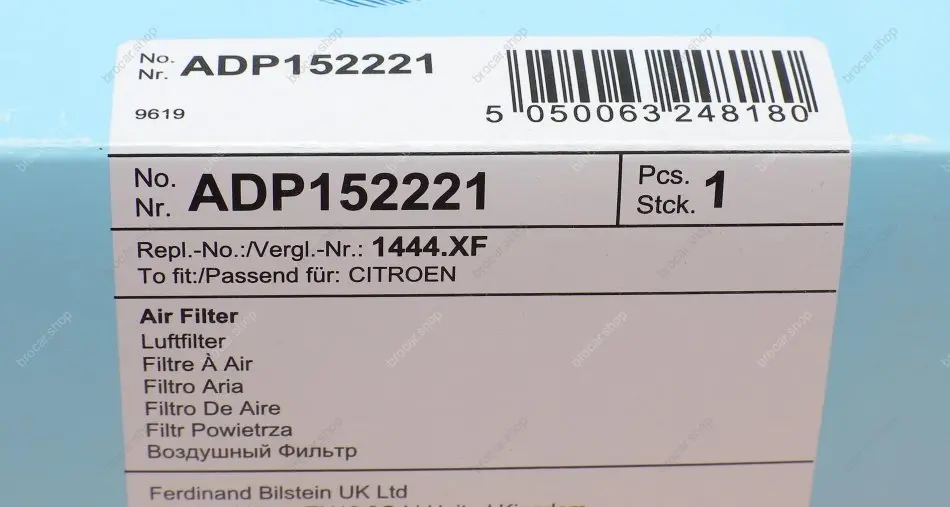 No.
Nr. ADP152221
9619
5 050063 248180
No.
Nr. ADP152221
Pcs.
Stck. 1
Repl.-No.:/Vergl.-Nr.: 1444.XF
To fit:/Passend für: CITROEN
Air Filter
Luftfilter
Filtre À Air
Filtro Aria
Filtro De Aire
Filtr Powietrza
Воздушный Фильтр
Ferdinand Bilstein UK Ltd
brocar.shop